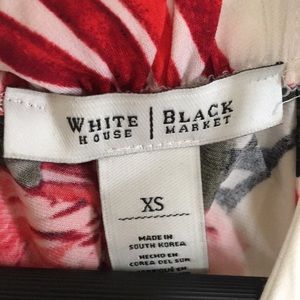 WHITE | BLACK
HOUSE | MARKET
XS
MADE IN
SOUTH KOREA
HECHO EN
COREA DEL SUR